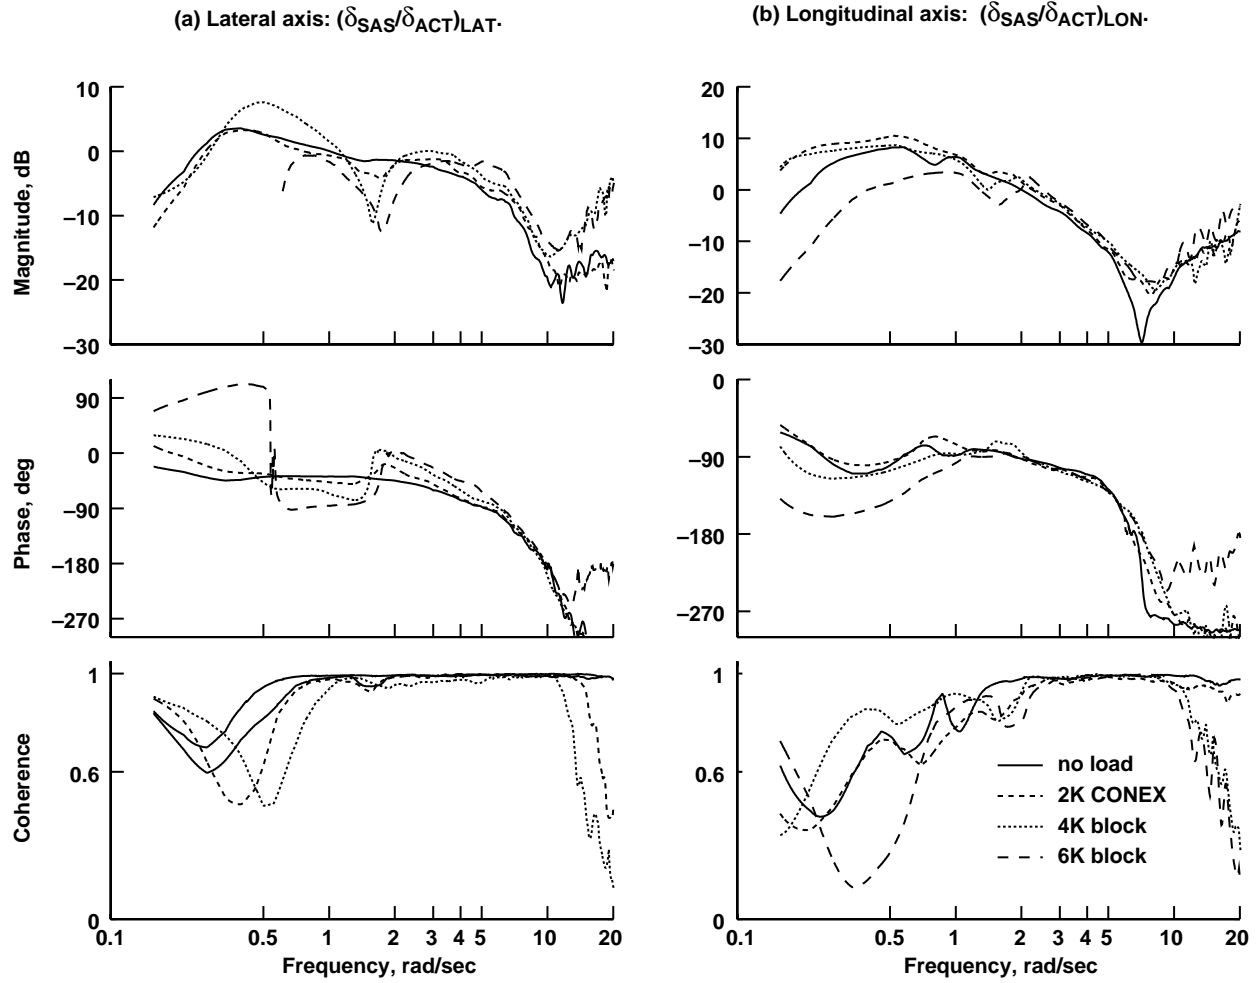 (a) Lateral axis: (δSAS/δACT)LAT.
10
0
–10
–20
–30
Magnitude, dB
90
0
–90
–180
–270
Phase, deg
1
0.6
0
Coherence
0.1 0.5 1 2 3 4 5 10 20
Frequency, rad/sec
(b) Longitudinal axis: (δSAS/δACT)LON.
20
10
0
–10
–20
–30
0
–90
–180
–270
1
0.6
0
no load
2K CONEX
4K block
6K block
0.1 0.5 1 2 3 4 5 10 20
Frequency, rad/sec